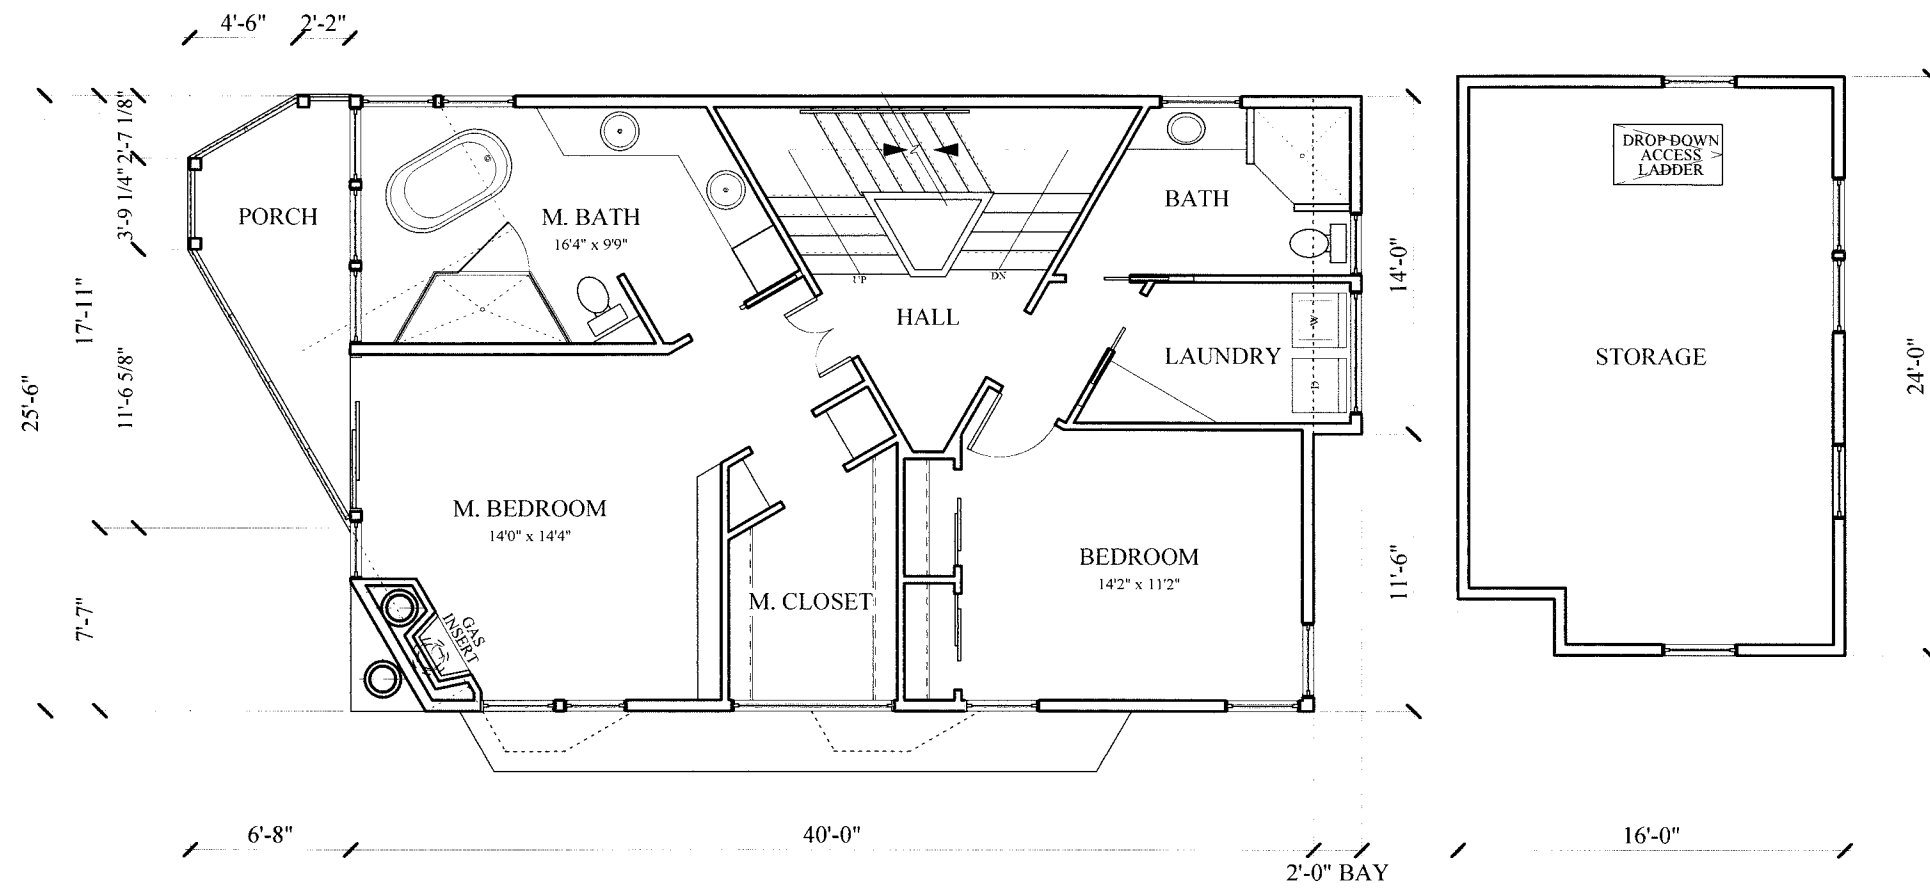 4'-6" 2'-2"
2'-7 1/8"
3'-9 1/4"
11'-6 5/8"
17'-11"
7'-7"
25'-6"
PORCH
M. BATH
16'4" x 9'9"
UP
DN
HALL
BATH
LAUNDRY
W
D
14'-0"
11'-6"
M. BEDROOM
14'0" x 14'4"
GAS
INSERT
M. CLOSET
BEDROOM
14'2" x 11'2"
DROP DOWN
ACCESS
LADDER
STORAGE
24'-0"
6'-8" 40'-0" 16'-0"
2'-0" BAY